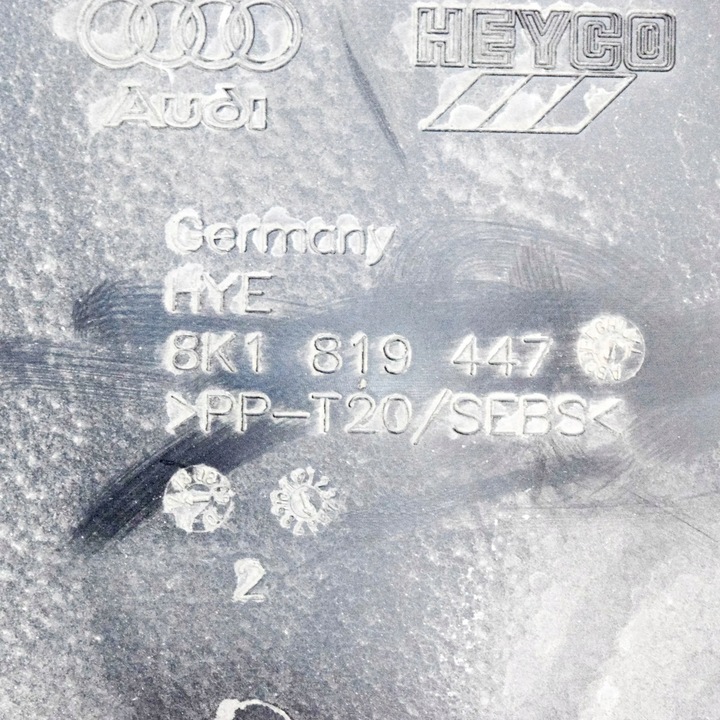 Audi
HEYCO
Germany
HYE
8K1 819 447
>PP-T20/SEBS<
2